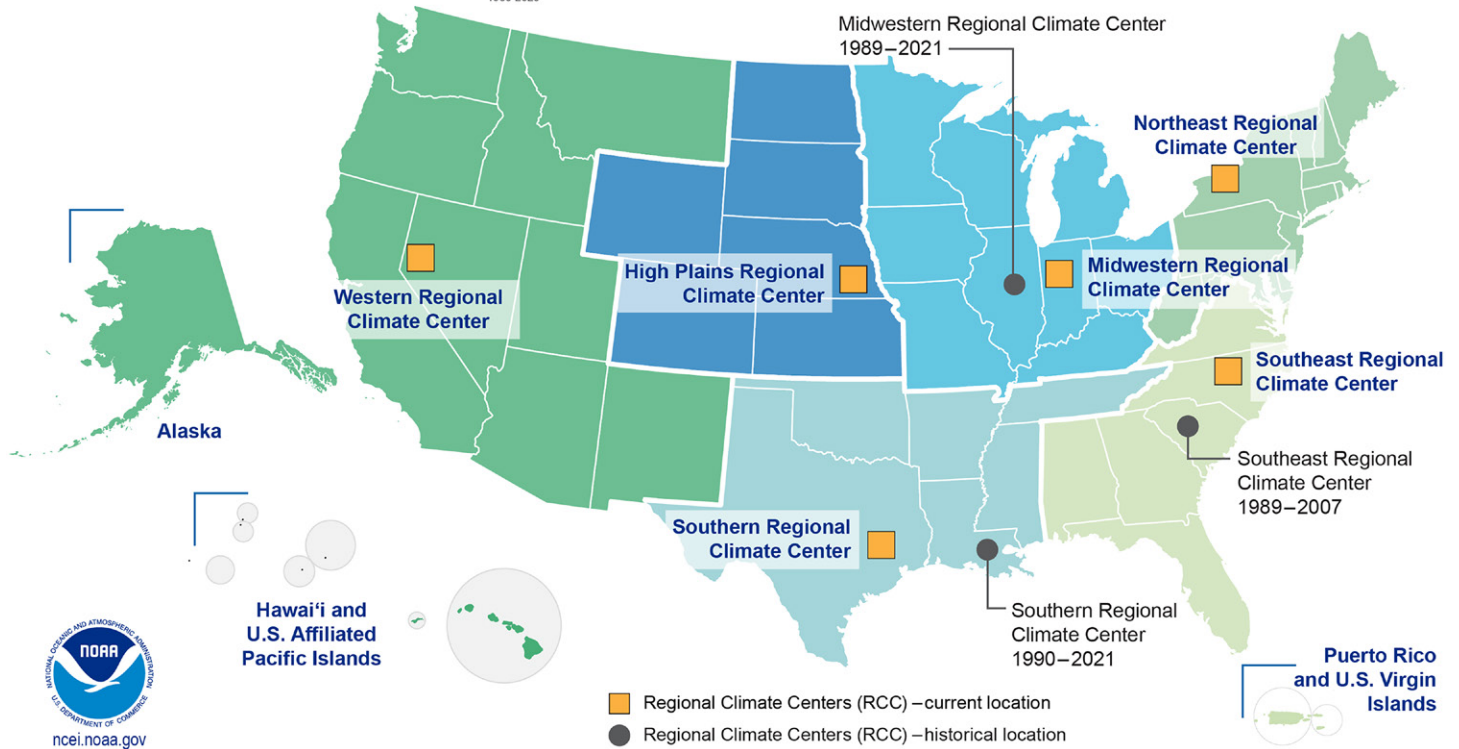 Midwestern Regional Climate Center
1989–2021
Northeast Regional
Climate Center
High Plains Regional
Climate Center
Midwestern Regional
Climate Center
Western Regional
Climate Center
Southeast Regional
Climate Center
Alaska
Southeast Regional
Climate Center
1989–2007
Southern Regional
Climate Center
Hawai‘i and
U.S. Affiliated
Pacific Islands
Southern Regional
Climate Center
1990–2021
Puerto Rico
and U.S. Virgin
Islands
NATIONAL OCEANIC AND ATMOSPHERIC ADMINISTRATION
NOAA
U.S. DEPARTMENT OF COMMERCE
ncei.noaa.gov
Regional Climate Centers (RCC) –current location
Regional Climate Centers (RCC) –historical location